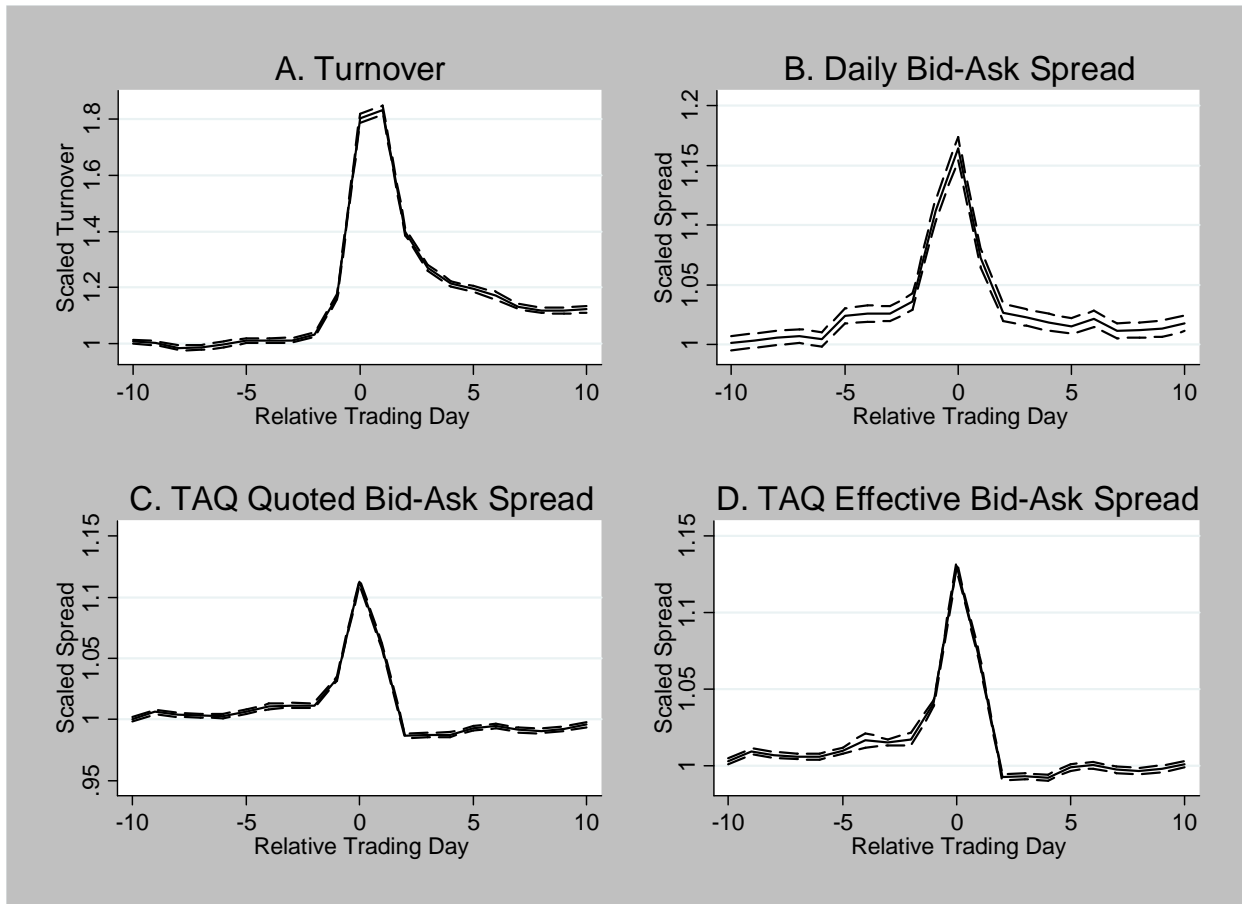 A. Turnover
Scaled Turnover
1 1.2 1.4 1.6 1.8
-10 -5 0 5 10
Relative Trading Day
B. Daily Bid-Ask Spread
Scaled Spread
1 1.05 1.1 1.15 1.2
-10 -5 0 5 10
Relative Trading Day
C. TAQ Quoted Bid-Ask Spread
Scaled Spread
.95 1 1.05 1.1 1.15
-10 -5 0 5 10
Relative Trading Day
D. TAQ Effective Bid-Ask Spread
Scaled Spread
1 1.05 1.1 1.15
-10 -5 0 5 10
Relative Trading Day